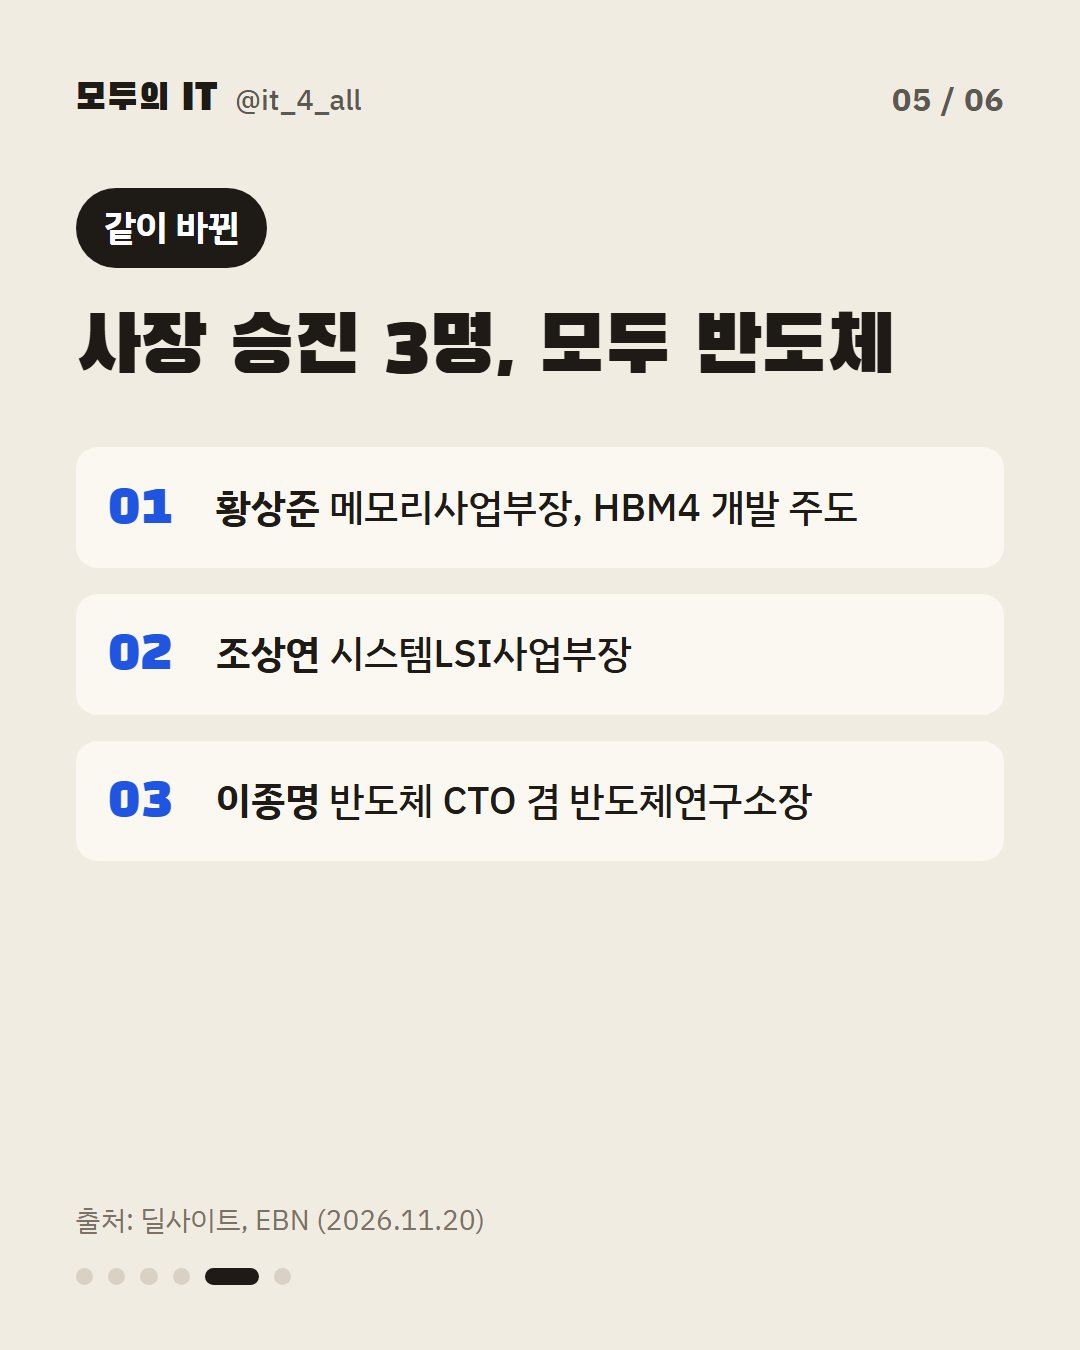 모두의 IT @it_4_all
05 / 06
같이 바뀐
사장 승진 3명, 모두 반도체
01 황상준 메모리사업부장, HBM4 개발 주도
02 조상연 시스템LSI사업부장
03 이종명 반도체 CTO 겸 반도체연구소장
출처: 딜사이트, EBN (2026.11.20)